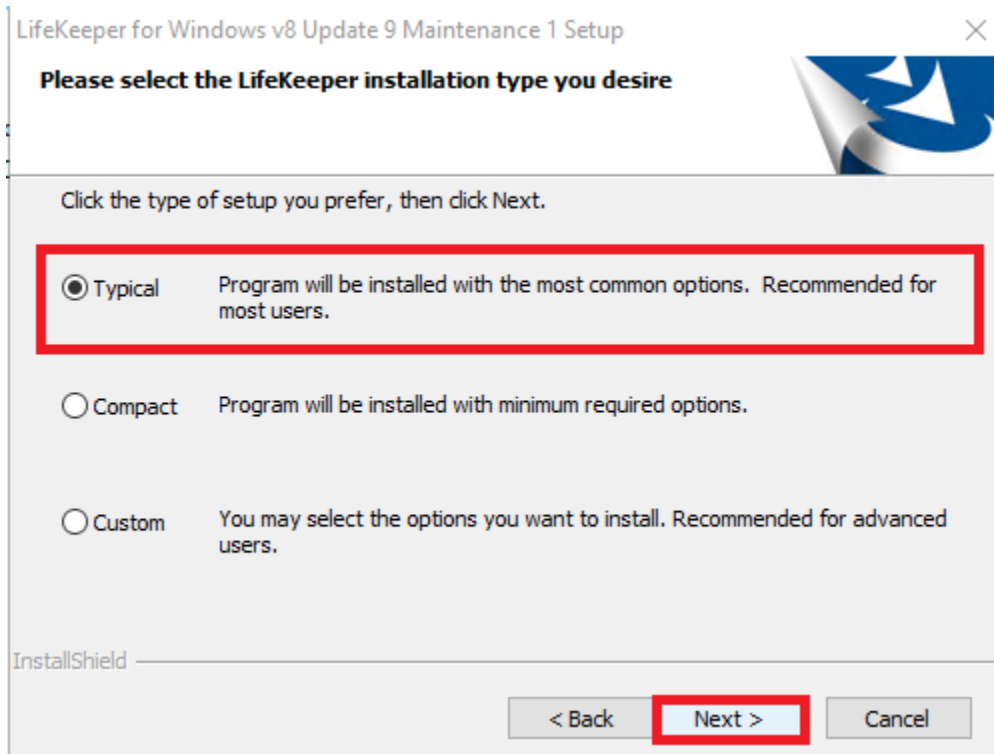 LifeKeeper for Windows v8 Update 9 Maintenance 1 Setup
Please select the LifeKeeper installation type you desire
Click the type of setup you prefer, then click Next.
Typical Program will be installed with the most common options. Recommended for
most users.
Compact Program will be installed with minimum required options.
Custom You may select the options you want to install. Recommended for advanced
users.
InstallShield
< Back Next > Cancel